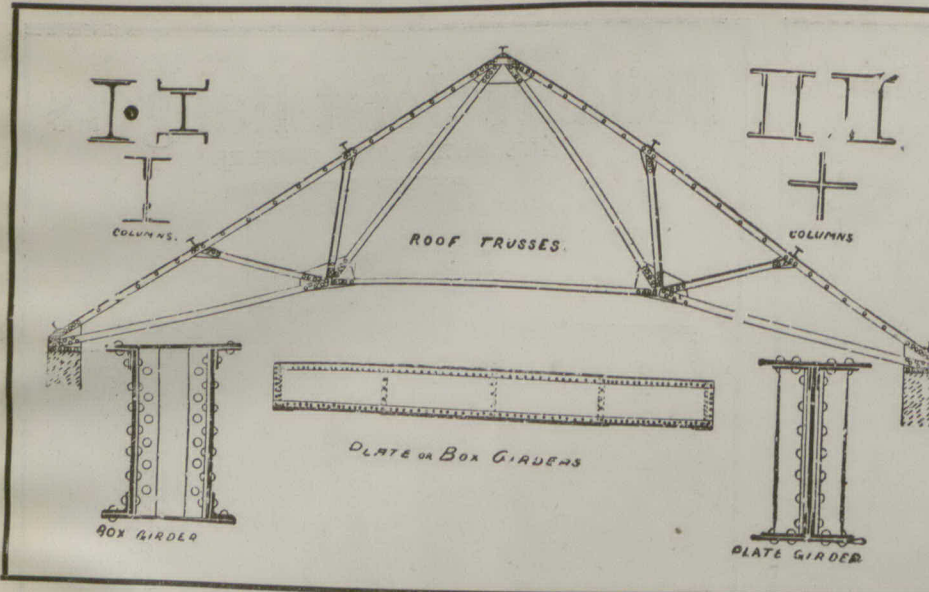 COLUMNS.
ROOF TRUSSES.
COLUMNS
PLATE OR BOX GIRDERS
BOX GIRDER
PLATE GIRDER